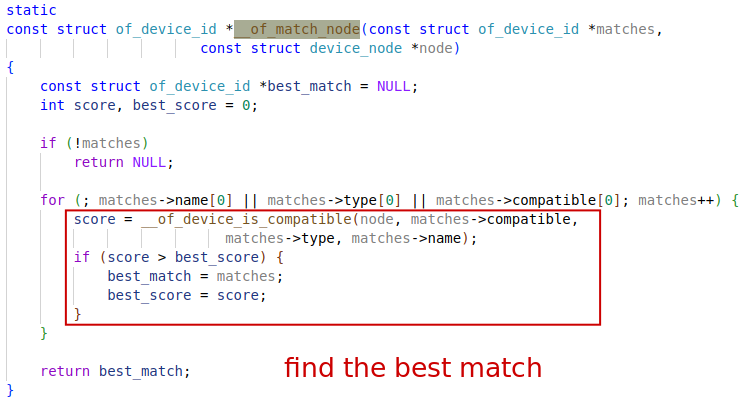 static
const struct of_device_id *__of_match_node(const struct of_device_id *matches,
const struct device_node *node)
{
const struct of_device_id *best_match = NULL;
int score, best_score = 0;
if (!matches)
return NULL;
for (; matches->name[0] || matches->type[0] || matches->compatible[0]; matches++) {
score = __of_device_is_compatible(node, matches->compatible,
matches->type, matches->name);
if (score > best_score) {
best_match = matches;
best_score = score;
}
}
return best_match;
find the best match
}